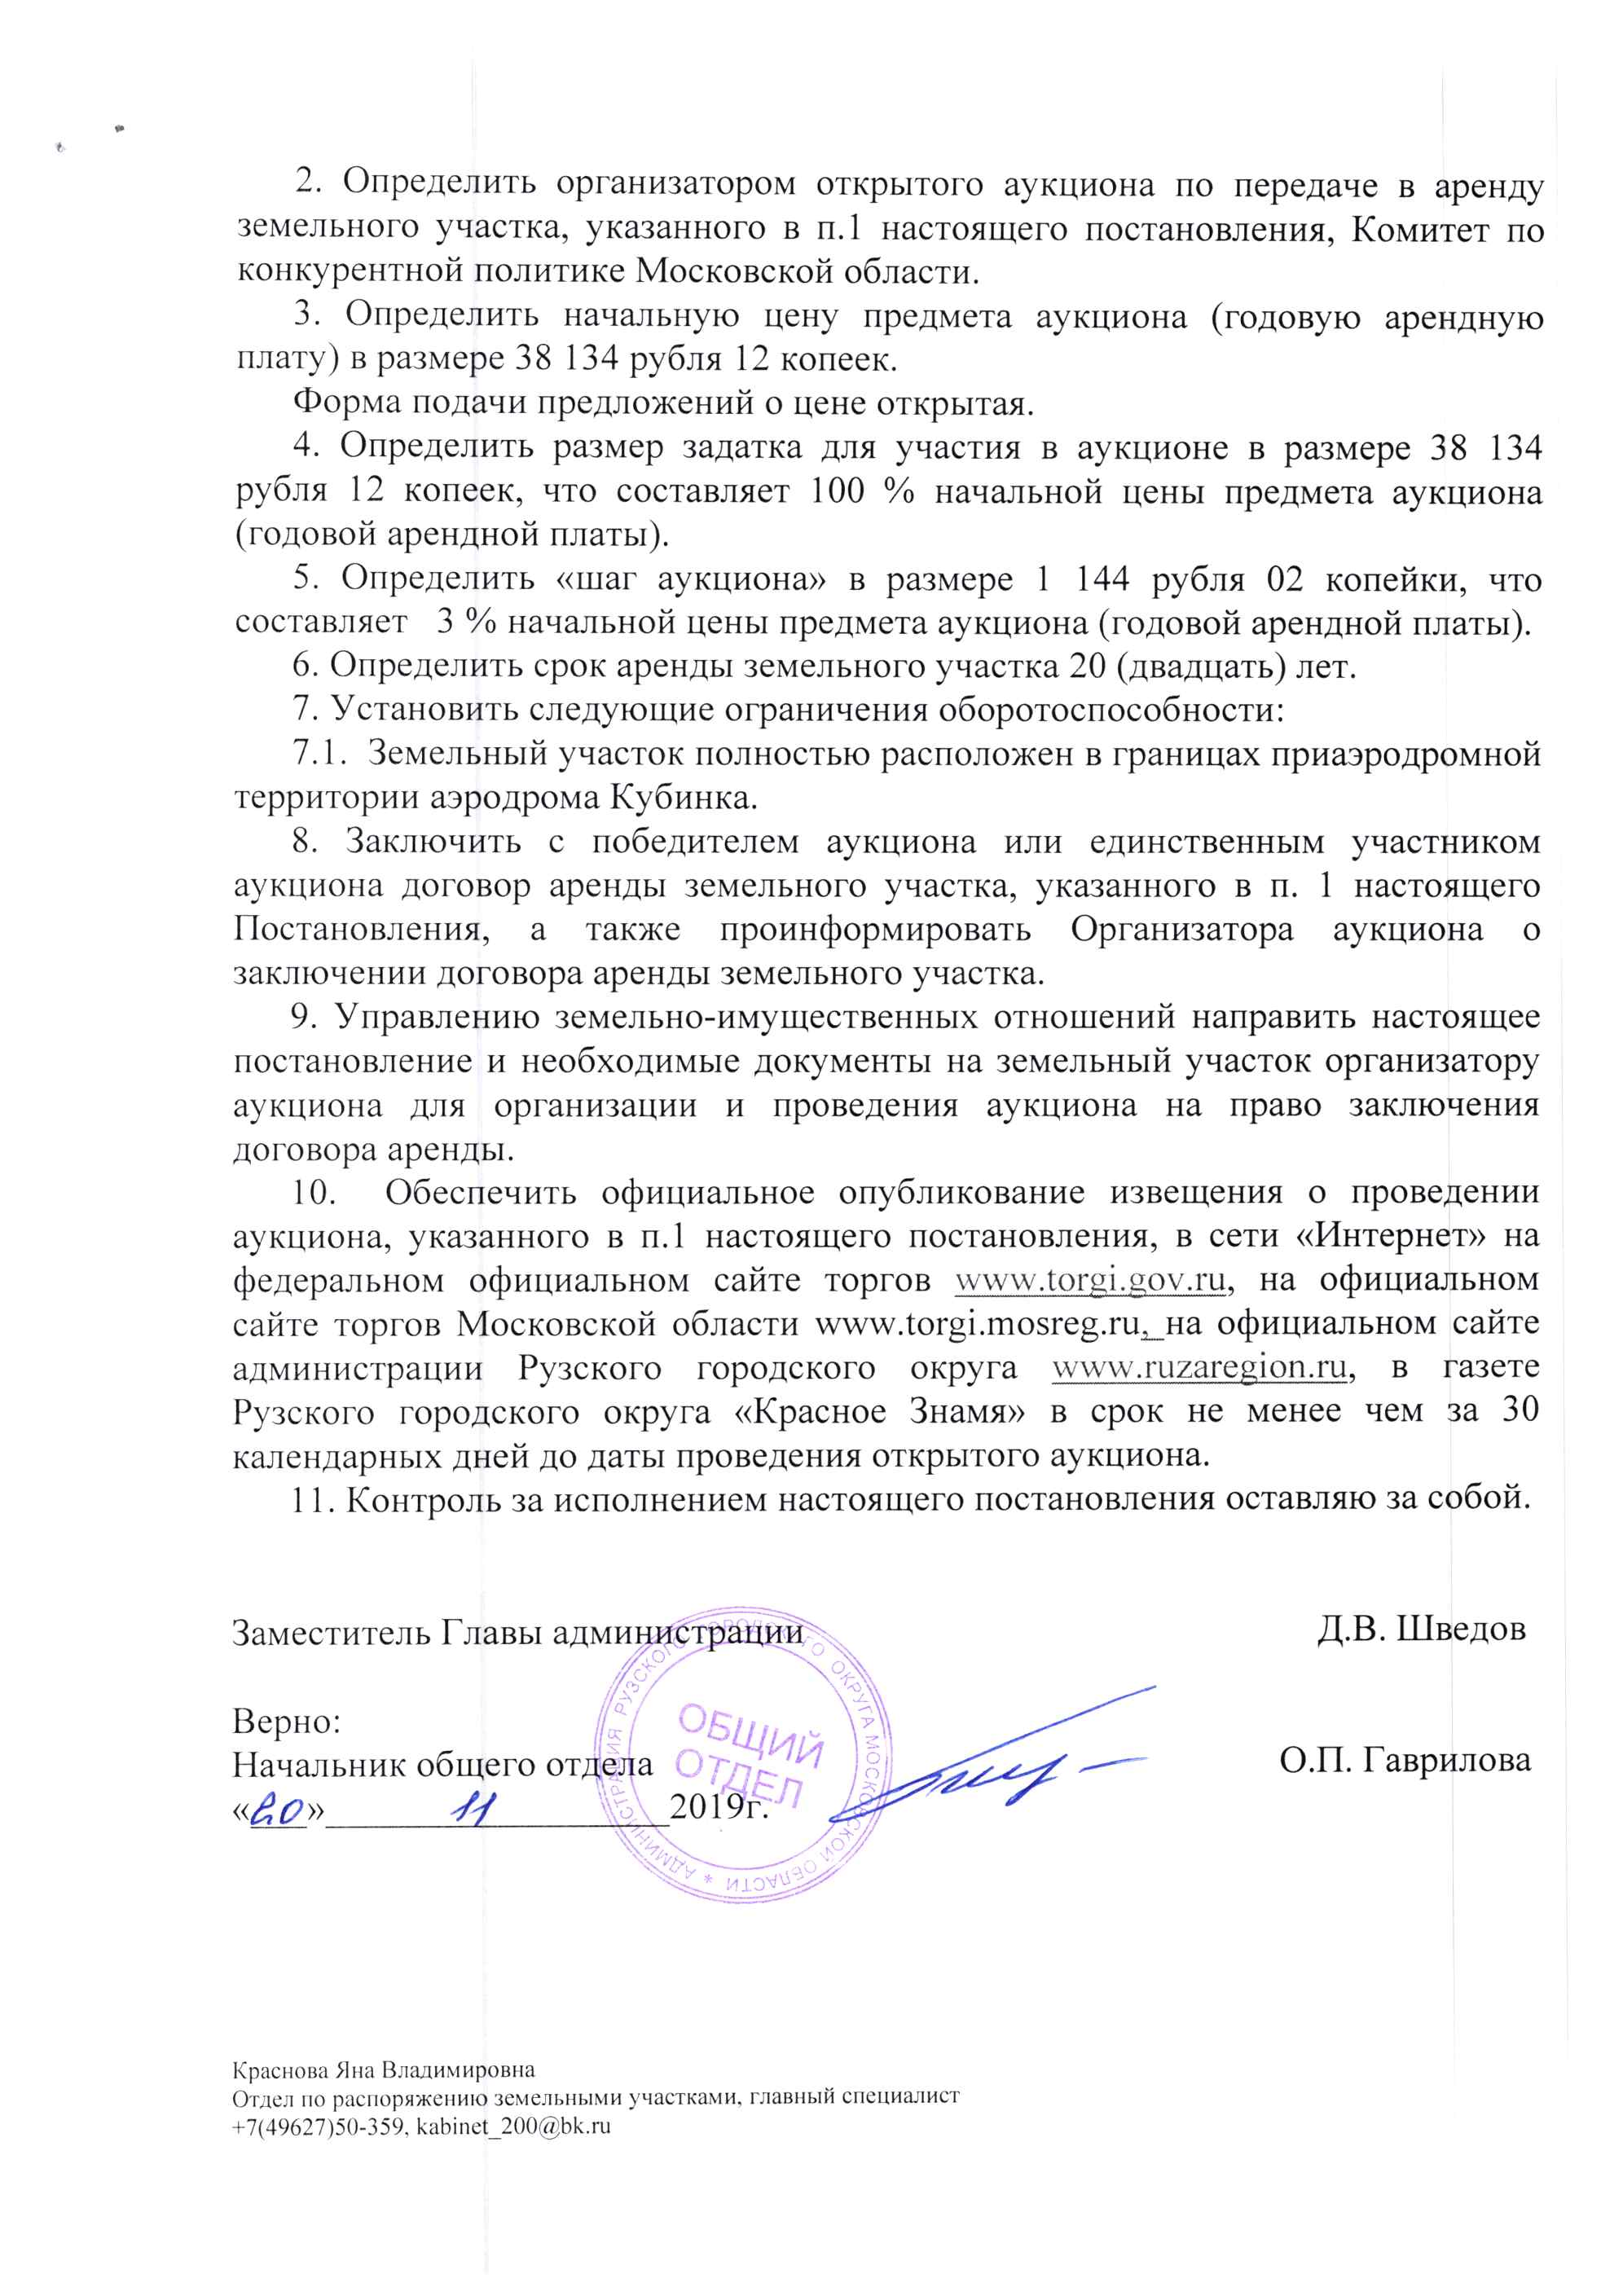 2. Определить организатором открытого аукциона по передаче в аренду
земельного участка, указанного в п.1 настоящего постановления, Комитет по
конкурентной политике Московской области.
3. Определить начальную цену предмета аукциона (годовую арендную
плату) в размере 38 134 рубля 12 копеек.
Форма подачи предложений о цене открытая.
4. Определить размер задатка для участия в аукционе в размере 38 134
рубля 12 копеек, что составляет 100 % начальной цены предмета аукциона
(годовой арендной платы).
5. Определить «шаг аукциона» в размере 1 144 рубля 02 копейки, что
составляет 3 % начальной цены предмета аукциона (годовой арендной платы).
6. Определить срок аренды земельного участка 20 (двадцать) лет.
7. Установить следующие ограничения оборотоспособности:
7.1. Земельный участок полностью расположен в границах приаэродромной
территории аэродрома Кубинка.
8. Заключить с победителем аукциона или единственным участником
аукциона договор аренды земельного участка, указанного в п. 1 настоящего
Постановления, а также проинформировать Организатора аукциона о
заключении договора аренды земельного участка.
9. Управлению земельно-имущественных отношений направить настоящее
постановление и необходимые документы на земельный участок организатору
аукциона для организации и проведения аукциона на право заключения
договора аренды.
10. Обеспечить официальное опубликование извещения о проведении
аукциона, указанного в п.1 настоящего постановления, в сети «Интернет» на
федеральном официальном сайте торгов www.torgi.gov.ru, на официальном
сайте торгов Московской области www.torgi.mosreg.ru, на официальном сайте
администрации Рузского городского округа www.ruzaregion.ru, в газете
Рузского городского округа «Красное Знамя» в срок не менее чем за 30
календарных дней до даты проведения открытого аукциона.
11. Контроль за исполнением настоящего постановления оставляю за собой.
Заместитель Главы администрации Д.В. Шведов
Верно:
Начальник общего отдела О.П. Гаврилова
«20» 11 2019г.
АДМИНИСТРАЦИЯ РУЗСКОГО ГОРОДСКОГО ОКРУГА МОСКОВСКОЙ ОБЛАСТИ *
ОБЩИЙ
ОТДЕЛ
Краснова Яна Владимировна
Отдел по распоряжению земельными участками, главный специалист
+7(49627)50-359, kabinet_200@bk.ru